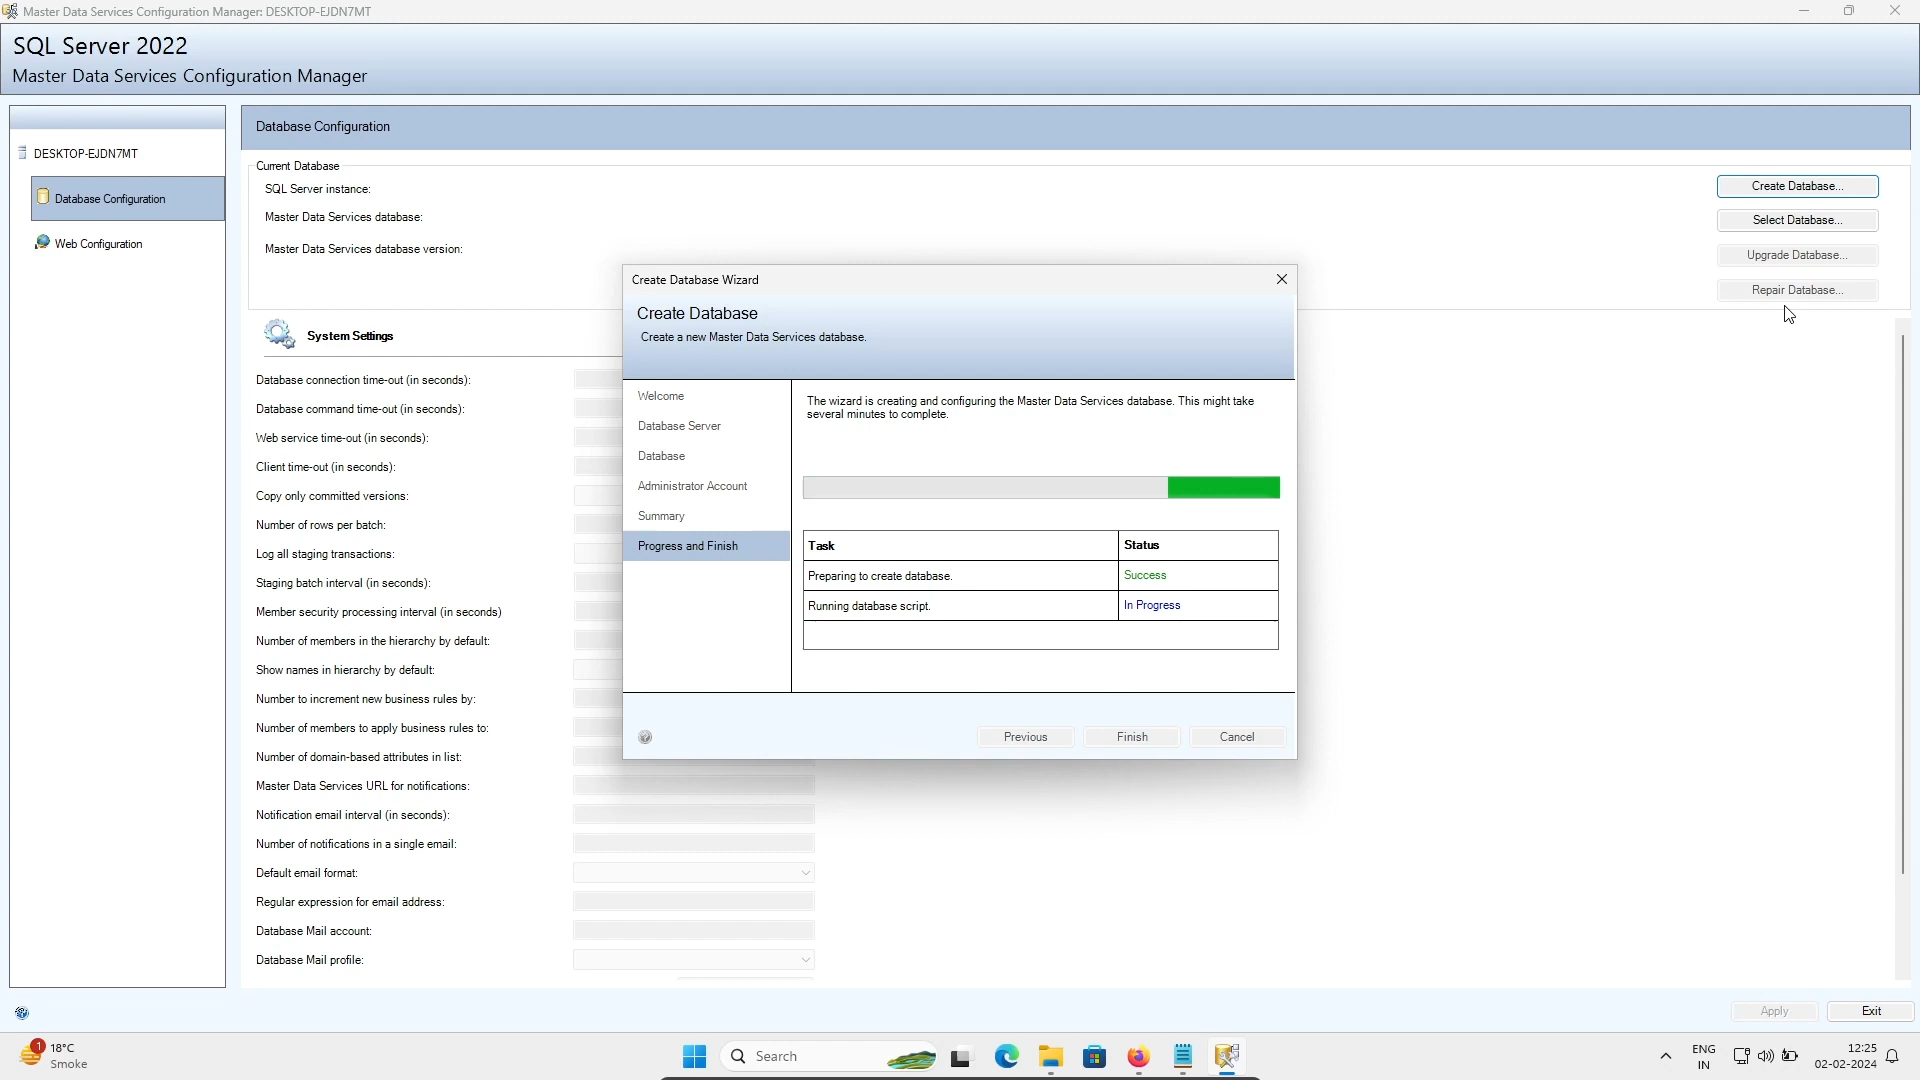 Master Data Services Configuration Manager: DESKTOP-EJDN7MT
SQL Server 2022
Master Data Services Configuration Manager
DESKTOP-EJDN7MT
Database Configuration
Web Configuration
Database Configuration
Current Database
SQL Server instance:
Master Data Services database:
Master Data Services database version:
Create Database...
Select Database...
Upgrade Database...
Repair Database...
System Settings
Database connection time-out (in seconds):
Database command time-out (in seconds):
Web service time-out (in seconds):
Client time-out (in seconds):
Copy only committed versions:
Number of rows per batch:
Log all staging transactions:
Staging batch interval (in seconds):
Member security processing interval (in seconds)
Number of members in the hierarchy by default:
Show names in hierarchy by default:
Number to increment new business rules by:
Number of members to apply business rules to:
Number of domain-based attributes in list:
Master Data Services URL for notifications:
Notification email interval (in seconds):
Number of notifications in a single email:
Default email format:
Regular expression for email address:
Database Mail account:
Database Mail profile:
Create Database Wizard
Create Database
Create a new Master Data Services database.
Welcome
Database Server
Database
Administrator Account
Summary
Progress and Finish
The wizard is creating and configuring the Master Data Services database. This might take
several minutes to complete.
Task Status
Preparing to create database. Success
Running database script. In Progress
Previous Finish Cancel
Apply Exit
1
18°C
Smoke
Search
ENG
IN
12:25
02-02-2024